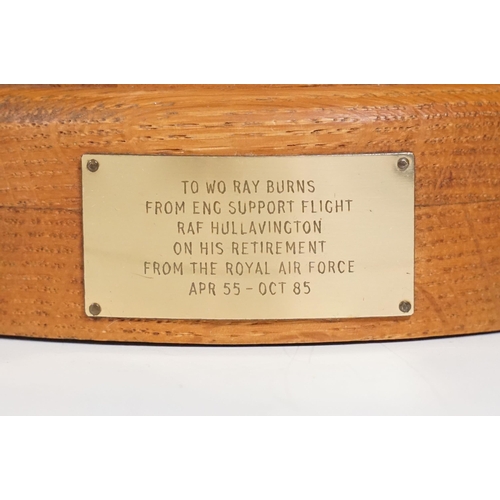 TO WO RAY BURNS
FROM ENG SUPPORT FLIGHT
RAF HULLAVINGTON
ON HIS RETIREMENT
FROM THE ROYAL AIR FORCE
APR 55 - OCT 85